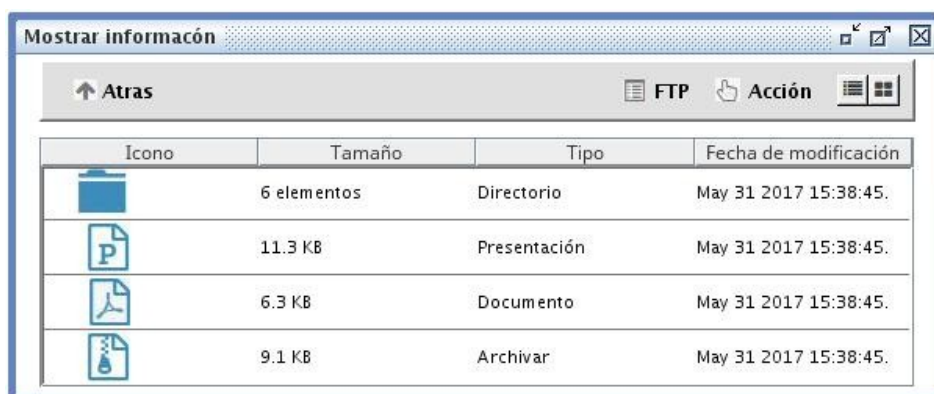 Mostrar informacón
Atras FTP Acción
Icono Tamaño Tipo Fecha de modificación
6 elementos Directorio May 31 2017 15:38:45.
P 11.3 KB Presentación May 31 2017 15:38:45.
6.3 KB Documento May 31 2017 15:38:45.
9.1 KB Archivar May 31 2017 15:38:45.